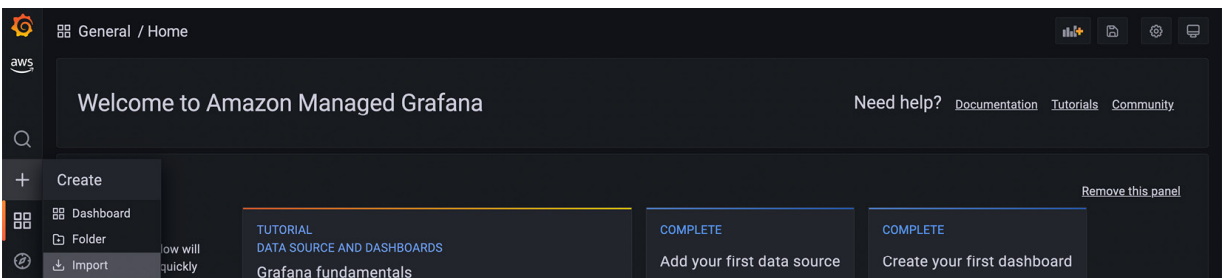 General / Home
aws
Welcome to Amazon Managed Grafana
Need help? Documentation Tutorials Community
Create
Remove this panel
Dashboard
Folder
Import
low will
quickly
TUTORIAL
DATA SOURCE AND DASHBOARDS
Grafana fundamentals
COMPLETE
Add your first data source
COMPLETE
Create your first dashboard